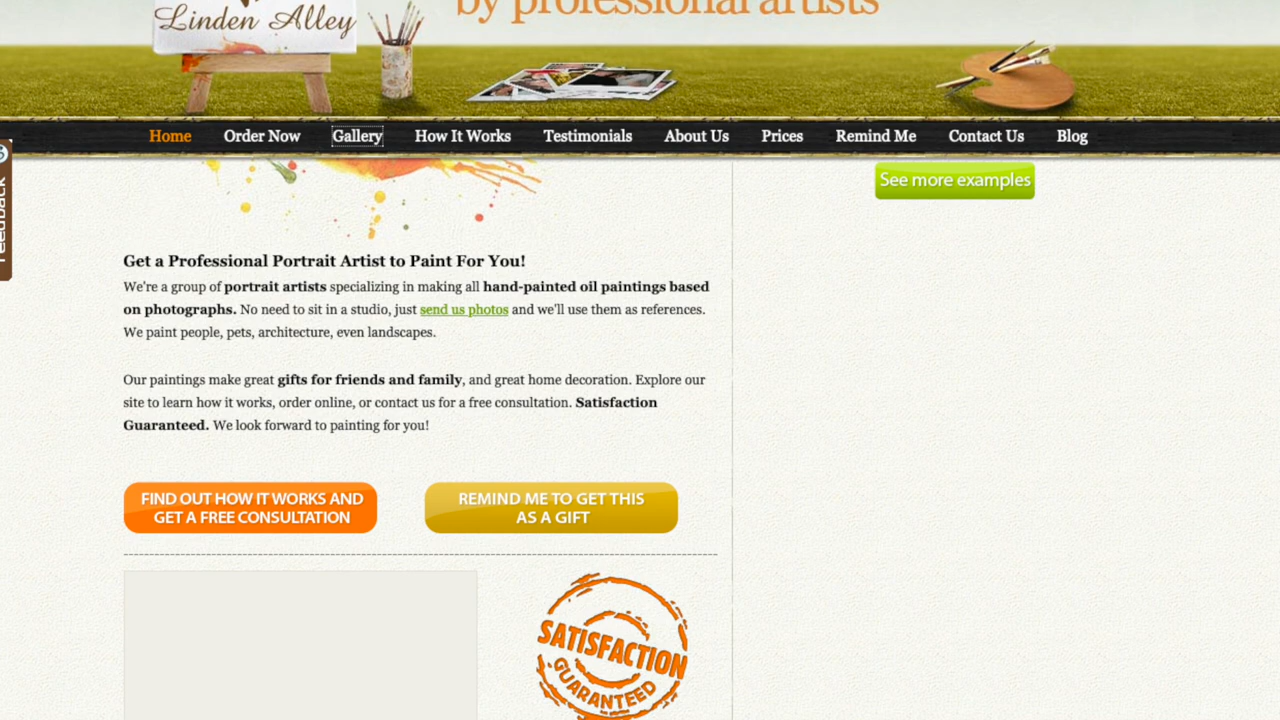 Linden Alley
by professional artists
Home Order Now Gallery How It Works Testimonials About Us Prices Remind Me Contact Us Blog
Feedback
See more examples
Get a Professional Portrait Artist to Paint For You!
We're a group of portrait artists specializing in making all hand-painted oil paintings based
on photographs. No need to sit in a studio, just send us photos and we'll use them as references.
We paint people, pets, architecture, even landscapes.
Our paintings make great gifts for friends and family, and great home decoration. Explore our
site to learn how it works, order online, or contact us for a free consultation. Satisfaction
Guaranteed. We look forward to painting for you!
FIND OUT HOW IT WORKS AND
GET A FREE CONSULTATION
REMIND ME TO GET THIS
AS A GIFT
SATISFACTION
GUARANTEED